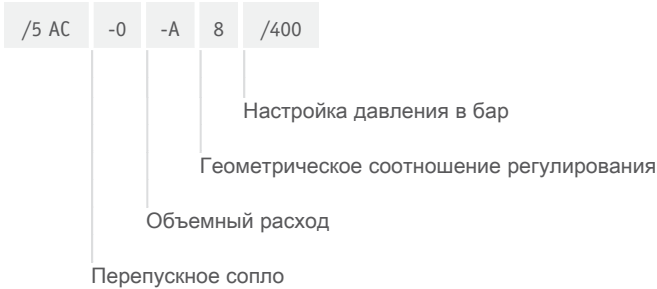 /5 AC -0 -A 8 /400
Настройка давления в бар
Геометрическое соотношение регулирования
Объемный расход
Перепускное сопло